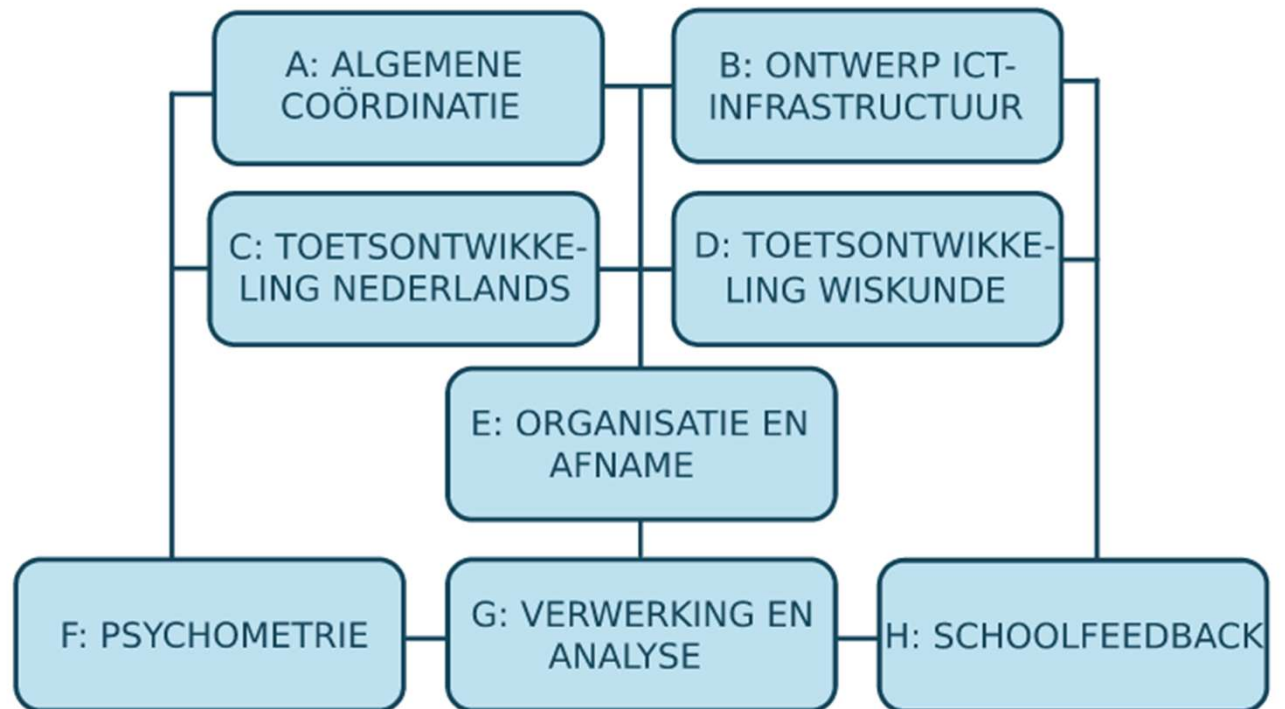 A: ALGEMENE
COÖRDINATIE
B: ONTWERP ICT-
INFRASTRUCTUUR
C: TOETSONTWIKKE-
LING NEDERLANDS
D: TOETSONTWIKKE-
LING WISKUNDE
E: ORGANISATIE EN
AFNAME
F: PSYCHOMETRIE
G: VERWERKING EN
ANALYSE
H: SCHOOLFEEDBACK